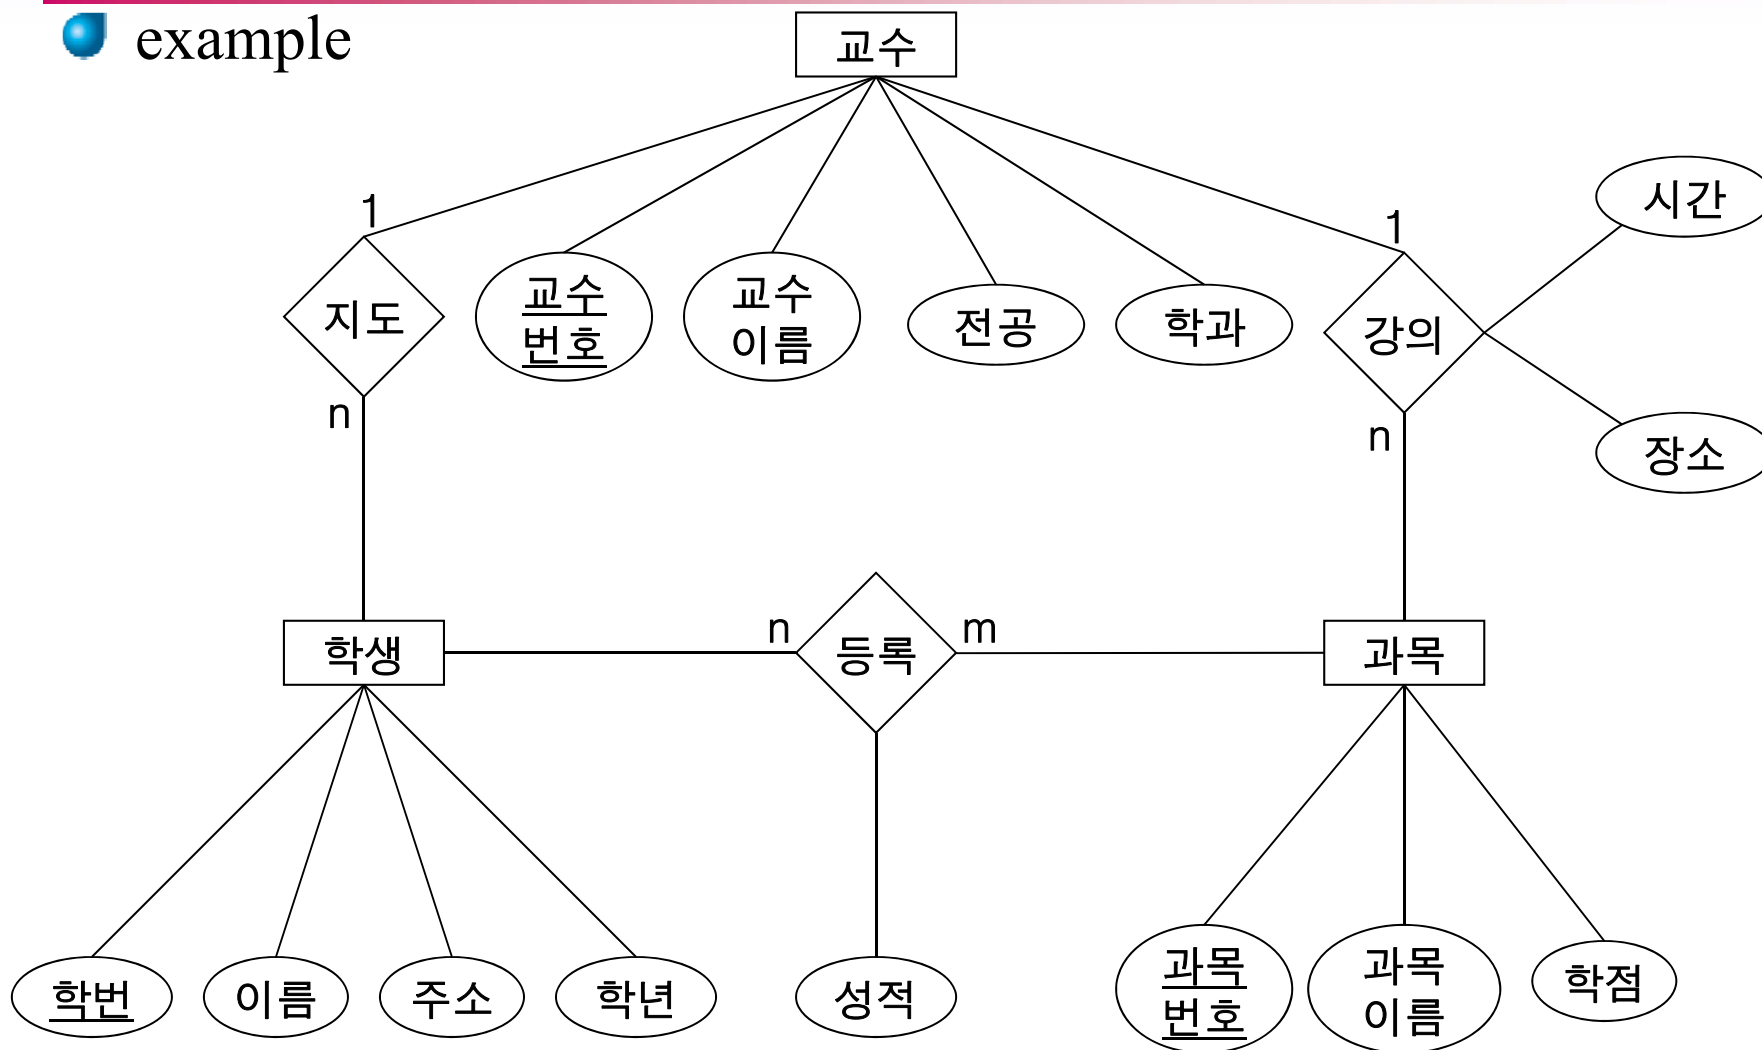 example
교수
1
1
시간
지도
교수
번호
교수
이름
전공
학과
강의
장소
n
n
학생
n
등록
m
과목
학번
이름
주소
학년
성적
과목
번호
과목
이름
학점